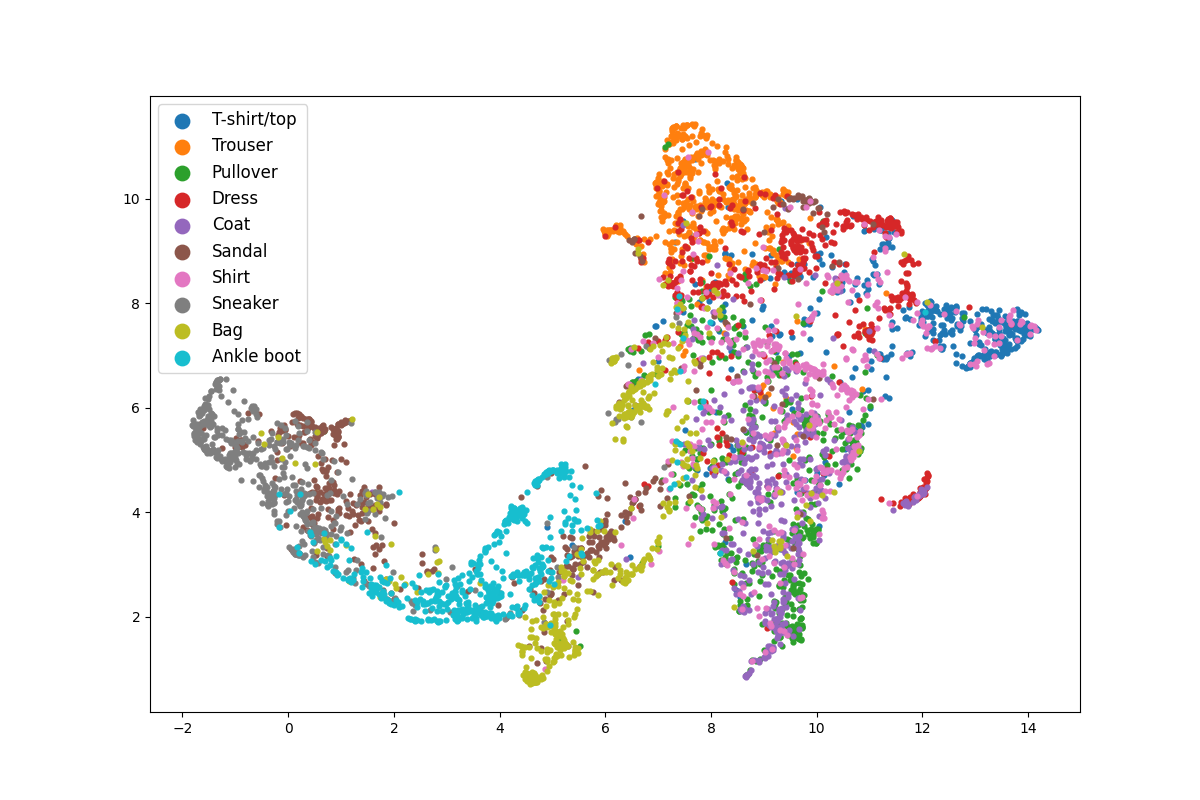 T-shirt/top
Trouser
Pullover
Dress
Coat
Sandal
Shirt
Sneaker
Bag
Ankle boot
10
8
6
4
2
−2 0 2 4 6 8 10 12 14